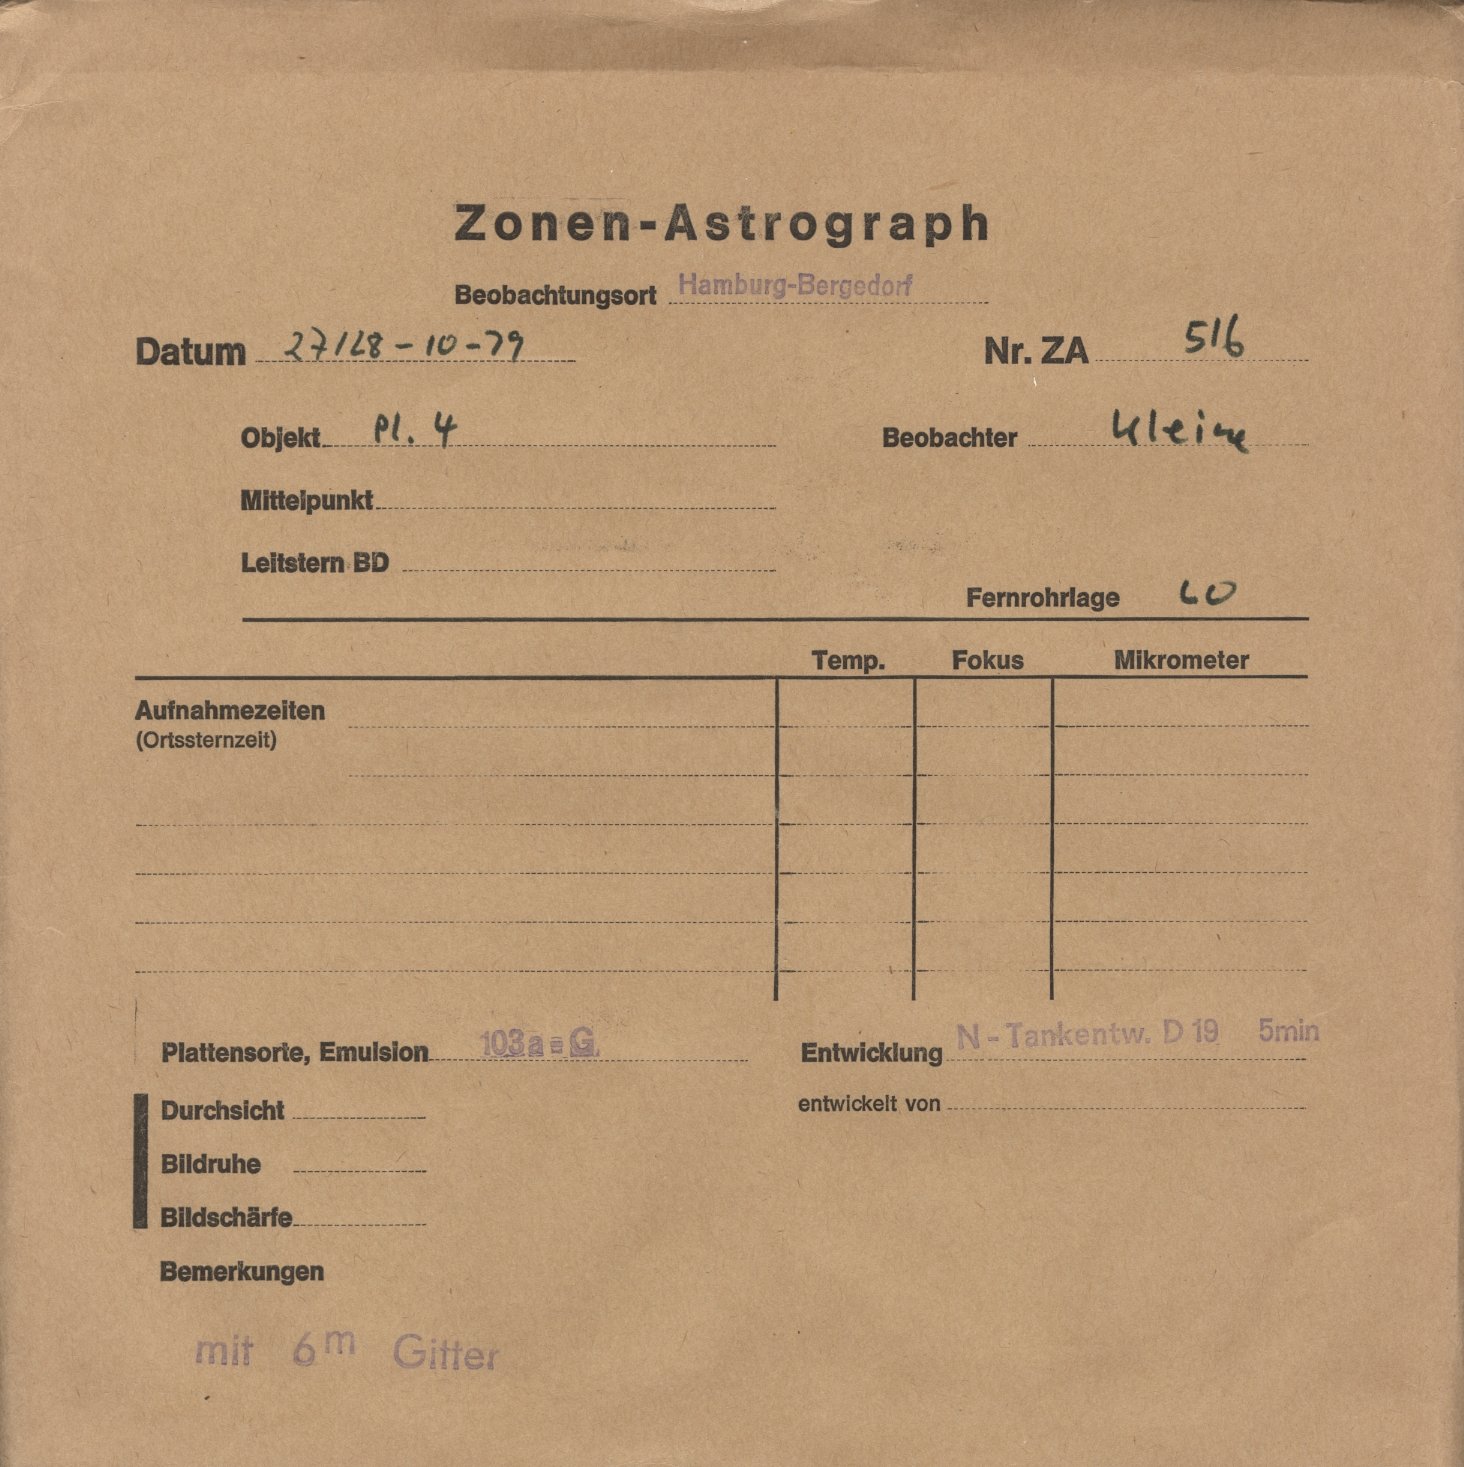 Zonen-Astrograph
Beobachtungsort Hamburg-Bergedorf
Datum 27/28-10-79 Nr. ZA 516
Objekt Pl. 4 Beobachter Kleine
Mittelpunkt
Leitstern BD
Fernrohrlage LO
Temp. Fokus Mikrometer
Aufnahmezeiten
(Ortssternzeit)
Plattensorte, Emulsion 103a-G Entwicklung N-Tankentw. D 19 5min
Durchsicht entwickelt von
Bildruhe
Bildschärfe
Bemerkungen
mit 6m Gitter